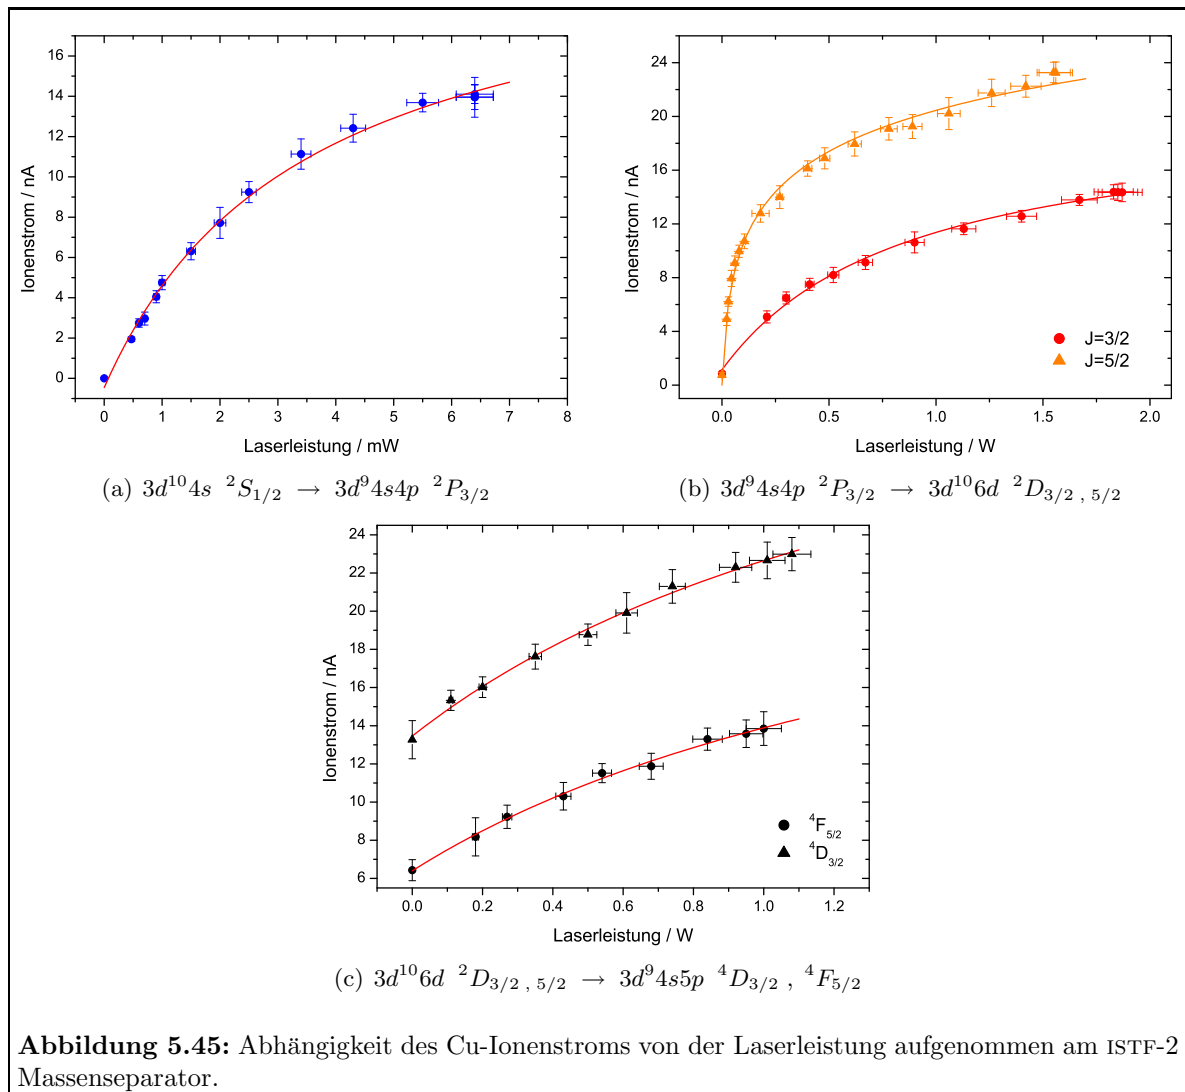 16
14
12
10
8
6
4
2
0
Ionenstrom / nA
0 1 2 3 4 5 6 7 8
Laserleistung / mW
(a) 3d¹⁰4s ²S₁/₂ → 3d⁹4s4p ²P₃/₂
24
20
16
12
8
4
0
Ionenstrom / nA
J=3/2
J=5/2
0.0 0.5 1.0 1.5 2.0
Laserleistung / W
(b) 3d⁹4s4p ²P₃/₂ → 3d¹⁰6d ²D₃/₂ , ₅/₂
24
22
20
18
16
14
12
10
8
6
Ionenstrom / nA
⁴F₅/₂
⁴D₃/₂
0.0 0.2 0.4 0.6 0.8 1.0 1.2
Laserleistung / W
(c) 3d¹⁰6d ²D₃/₂ , ₅/₂ → 3d⁹4s5p ⁴D₃/₂ , ⁴F₅/₂
Abbildung 5.45: Abhängigkeit des Cu-Ionenstroms von der Laserleistung aufgenommen am ISTF-2
Massenseparator.